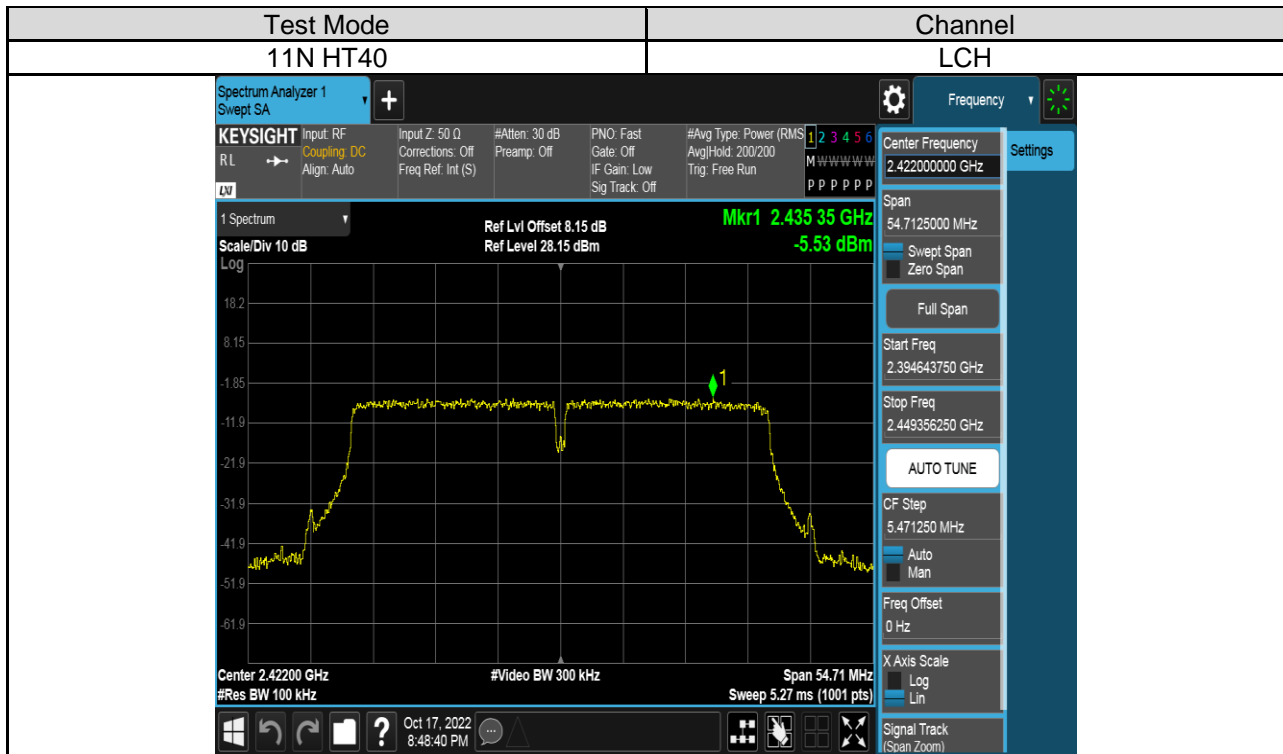 Test Mode Channel
11N HT40 LCH
Spectrum Analyzer 1
Swept SA
+
Frequency
KEYSIGHT Input: RF Input Z: 50 Ω #Atten: 30 dB PNO: Fast #Avg Type: Power (RMS 1 2 3 4 5 6
R L Coupling: DC Corrections: Off Preamp: Off Gate: Off Avg|Hold: 200/200 M W W W W W
Align: Auto Freq Ref: Int (S) IF Gain: Low Trig: Free Run
LXI Sig Track: Off P P P P P P
1 Spectrum Ref Lvl Offset 8.15 dB Mkr1 2.435 35 GHz
Scale/Div 10 dB Ref Level 28.15 dBm -5.53 dBm
Log
18.2
8.15
-1.85
1
-11.9
-21.9
-31.9
-41.9
-51.9
-61.9
Center 2.42200 GHz #Video BW 300 kHz Span 54.71 MHz
#Res BW 100 kHz Sweep 5.27 ms (1001 pts)
Center Frequency
2.422000000 GHz
Settings
Span
54.7125000 MHz
Swept Span
Zero Span
Full Span
Start Freq
2.394643750 GHz
Stop Freq
2.449356250 GHz
AUTO TUNE
CF Step
5.471250 MHz
Auto
Man
Freq Offset
0 Hz
X Axis Scale
Log
Lin
Signal Track
(Span Zoom)
? Oct 17, 2022
8:48:40 PM